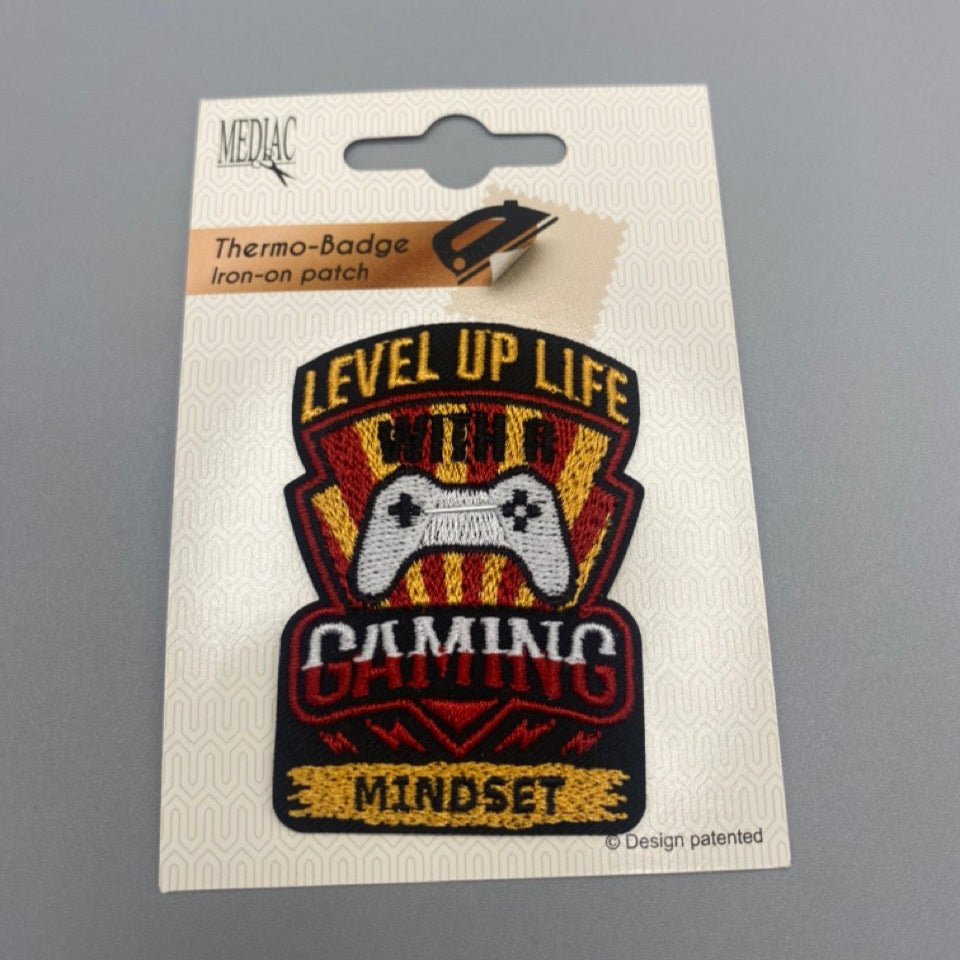 MEDIAC
Thermo-Badge
Iron-on patch
LEVEL UP LIFE
WITH A
GAMING
MINDSET
© Design patented